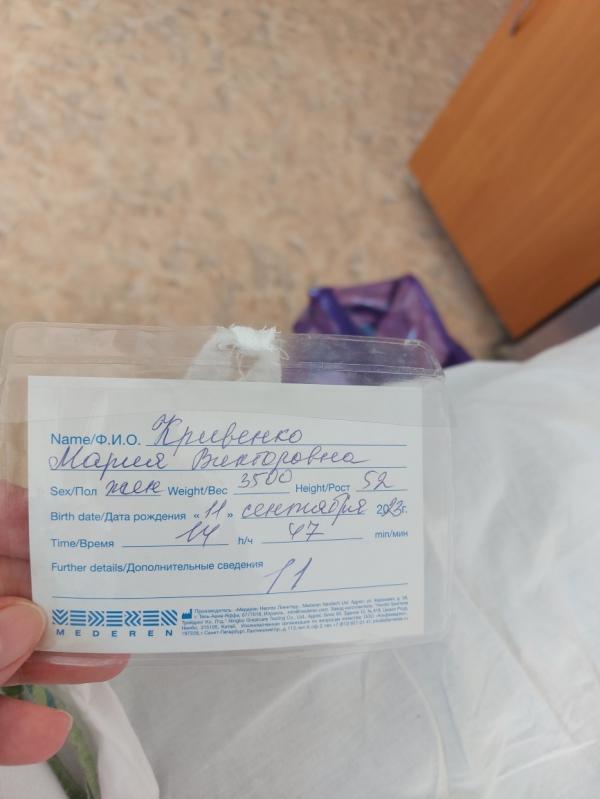 Name/Ф.И.О. Кривенко
Мария Викторовна
Sex/Пол жен Weight/Вес 3500 Height/Рост 52
Birth date/Дата рождения «11» сентября 2023г.
Time/Время 14 h/ч 47 min/мин
Further details/Дополнительные сведения
11
MEDEREN